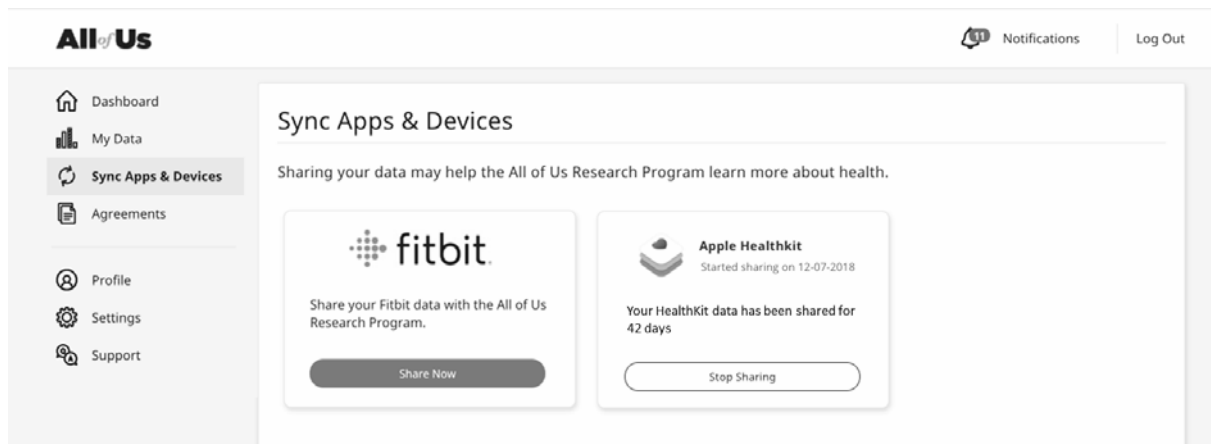 All of Us
11 Notifications
Log Out
Dashboard
My Data
Sync Apps & Devices
Agreements
Profile
Settings
Support
Sync Apps & Devices
Sharing your data may help the All of Us Research Program learn more about health.
fitbit.
Share your Fitbit data with the All of Us
Research Program.
Share Now
Apple Healthkit
Started sharing on 12-07-2018
Your HealthKit data has been shared for
42 days
Stop Sharing